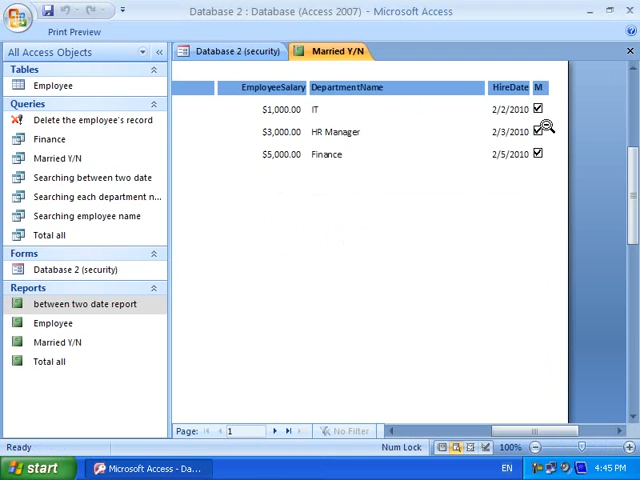 Database 2 : Database (Access 2007) - Microsoft Access
Print Preview
All Access Objects
Database 2 (security)
Married Y/N
Tables
Employee
Queries
Delete the employee's record
Finance
Married Y/N
Searching between two date
Searching each department n...
Searching employee name
Total all
Forms
Database 2 (security)
Reports
between two date report
Employee
Married Y/N
Total all
EmployeeSalary DepartmentName HireDate M
$1,000.00 IT 2/2/2010
$3,000.00 HR Manager 2/3/2010
$5,000.00 Finance 2/5/2010
Page: 1 No Filter
Ready Num Lock 100%
start Microsoft Access - Da... EN 4:45 PM